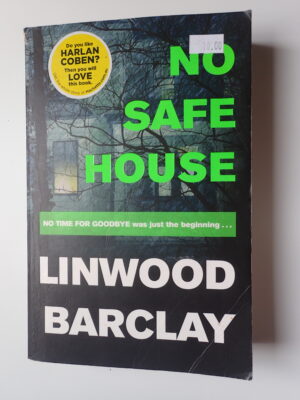 Do you like
HARLAN
COBEN?
Then you will
LOVE
this book.
NO
SAFE
HOUSE
NO TIME FOR GOODBYE was just the beginning . . .
LINWOOD
BARCLAY